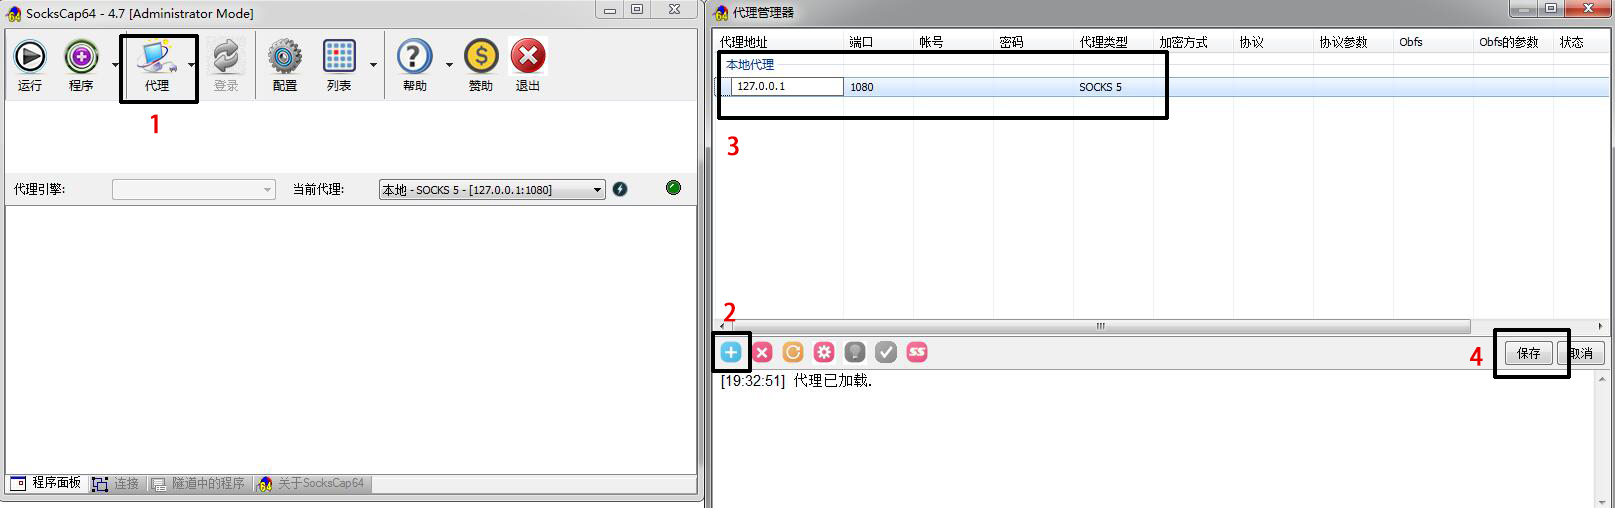 SocksCap64 - 4.7 [Administrator Mode]
运行 程序 代理 登录 配置 列表 帮助 赞助 退出
1
代理引擎: 当前代理: 本地 - SOCKS 5 - [127.0.0.1:1080]
程序面板 连接 隧道中的程序 关于SocksCap64
代理管理器
代理地址 端口 帐号 密码 代理类型 加密方式 协议 协议参数 Obfs Obfs的参数 状态
本地代理
127.0.0.1 1080 SOCKS 5
3
2
SS
4 保存 取消
[19:32:51] 代理已加载.